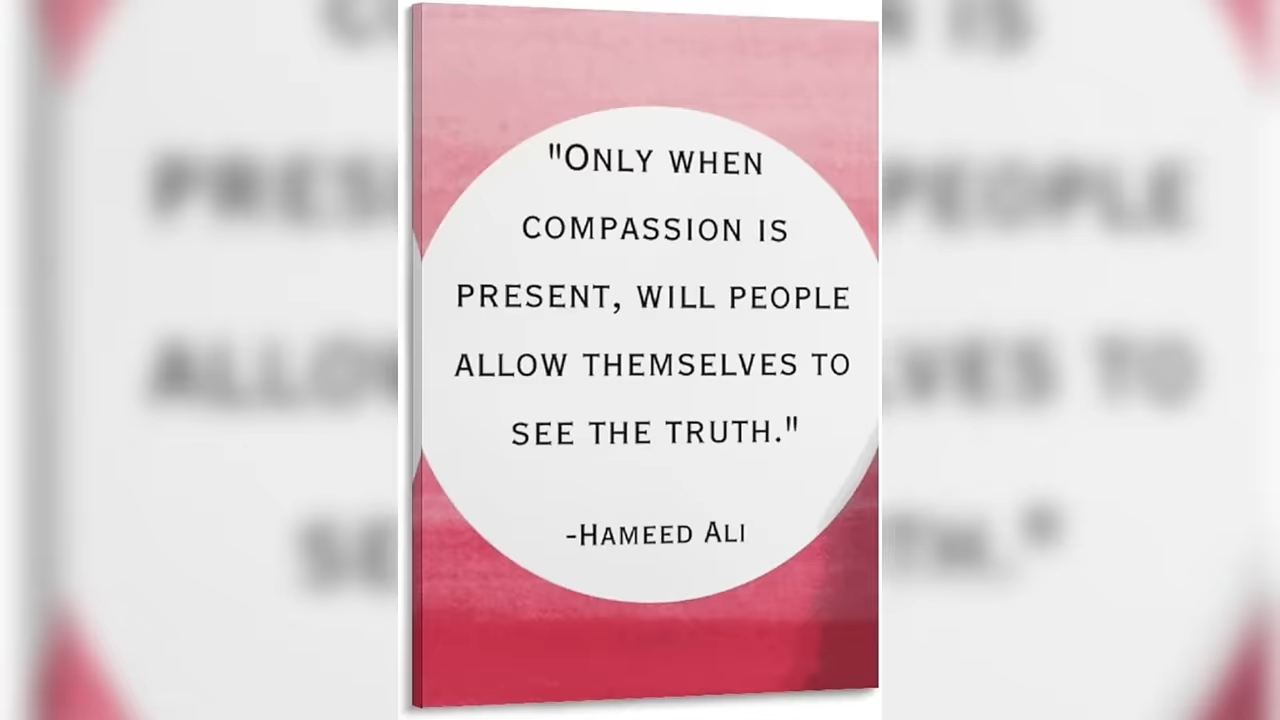 "Only when
compassion is
present, will people
allow themselves to
see the truth."
-Hameed Ali